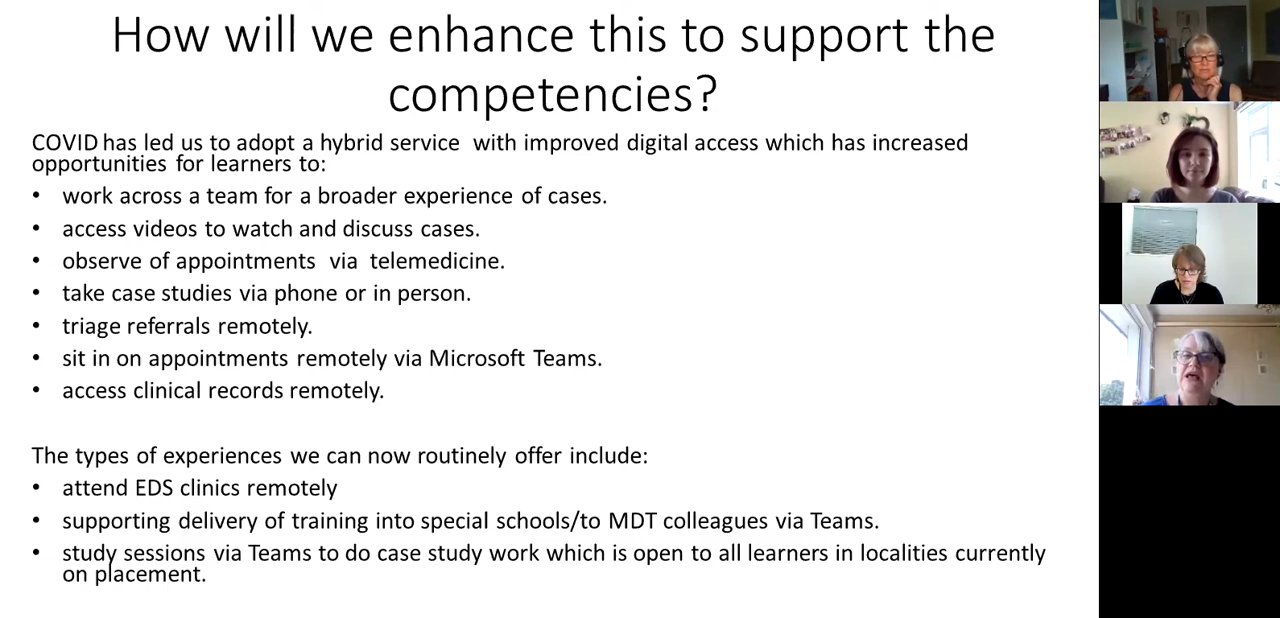 How will we enhance this to support the
competencies?
COVID has led us to adopt a hybrid service with improved digital access which has increased
opportunities for learners to:
• work across a team for a broader experience of cases.
• access videos to watch and discuss cases.
• observe of appointments via telemedicine.
• take case studies via phone or in person.
• triage referrals remotely.
• sit in on appointments remotely via Microsoft Teams.
• access clinical records remotely.
The types of experiences we can now routinely offer include:
• attend EDS clinics remotely
• supporting delivery of training into special schools/to MDT colleagues via Teams.
• study sessions via Teams to do case study work which is open to all learners in localities currently
on placement.